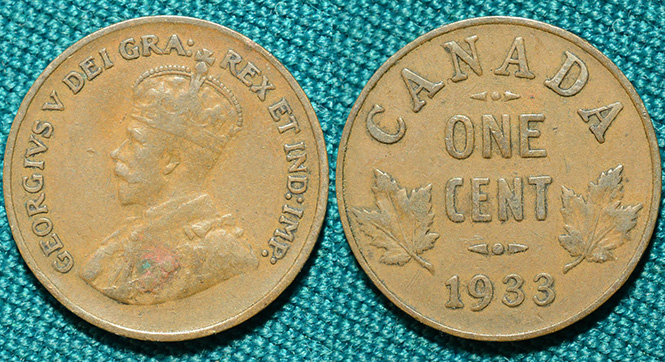 GEORGIVS V DEI GRA: REX ET IND: IMP:
CANADA
ONE
CENT
1933